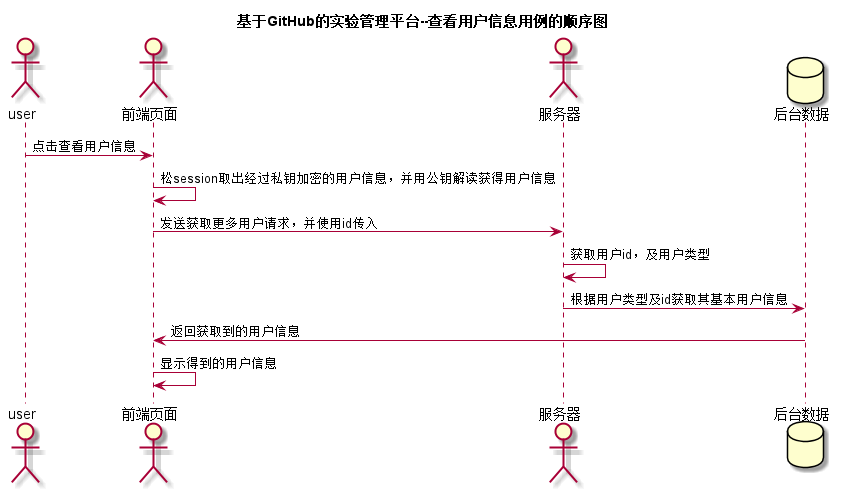 基于GitHub的实验管理平台--查看用户信息用例的顺序图
user
前端页面
服务器
后台数据
点击查看用户信息
松session取出经过私钥加密的用户信息，并用公钥解读获得用户信息
发送获取更多用户请求，并使用id传入
获取用户id，及用户类型
根据用户类型及id获取其基本用户信息
返回获取到的用户信息
显示得到的用户信息
user
前端页面
服务器
后台数据